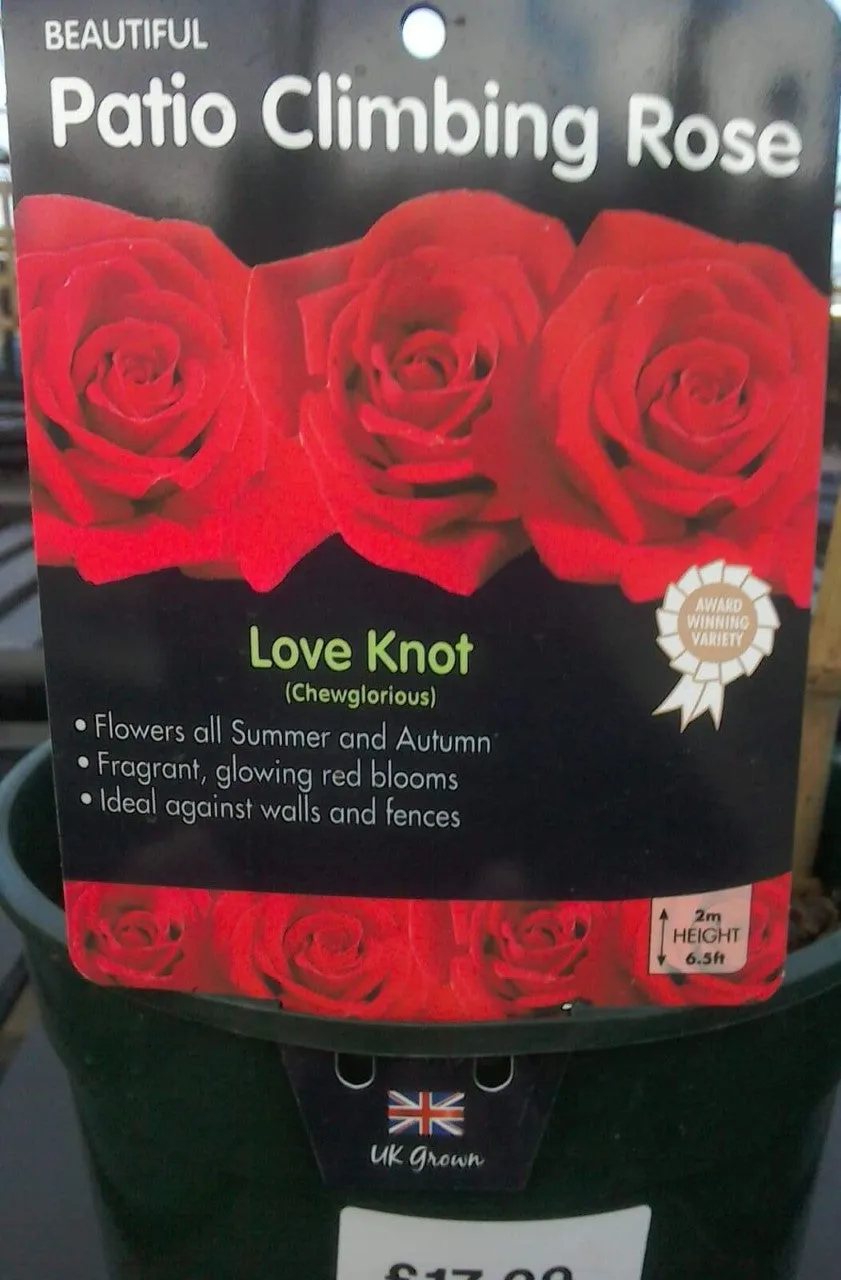 BEAUTIFUL
Patio Climbing Rose
AWARD
WINNING
VARIETY
Love Knot
(Chewglorious)
• Flowers all Summer and Autumn
• Fragrant, glowing red blooms
• Ideal against walls and fences
2m
HEIGHT
6.5ft
UK Grown